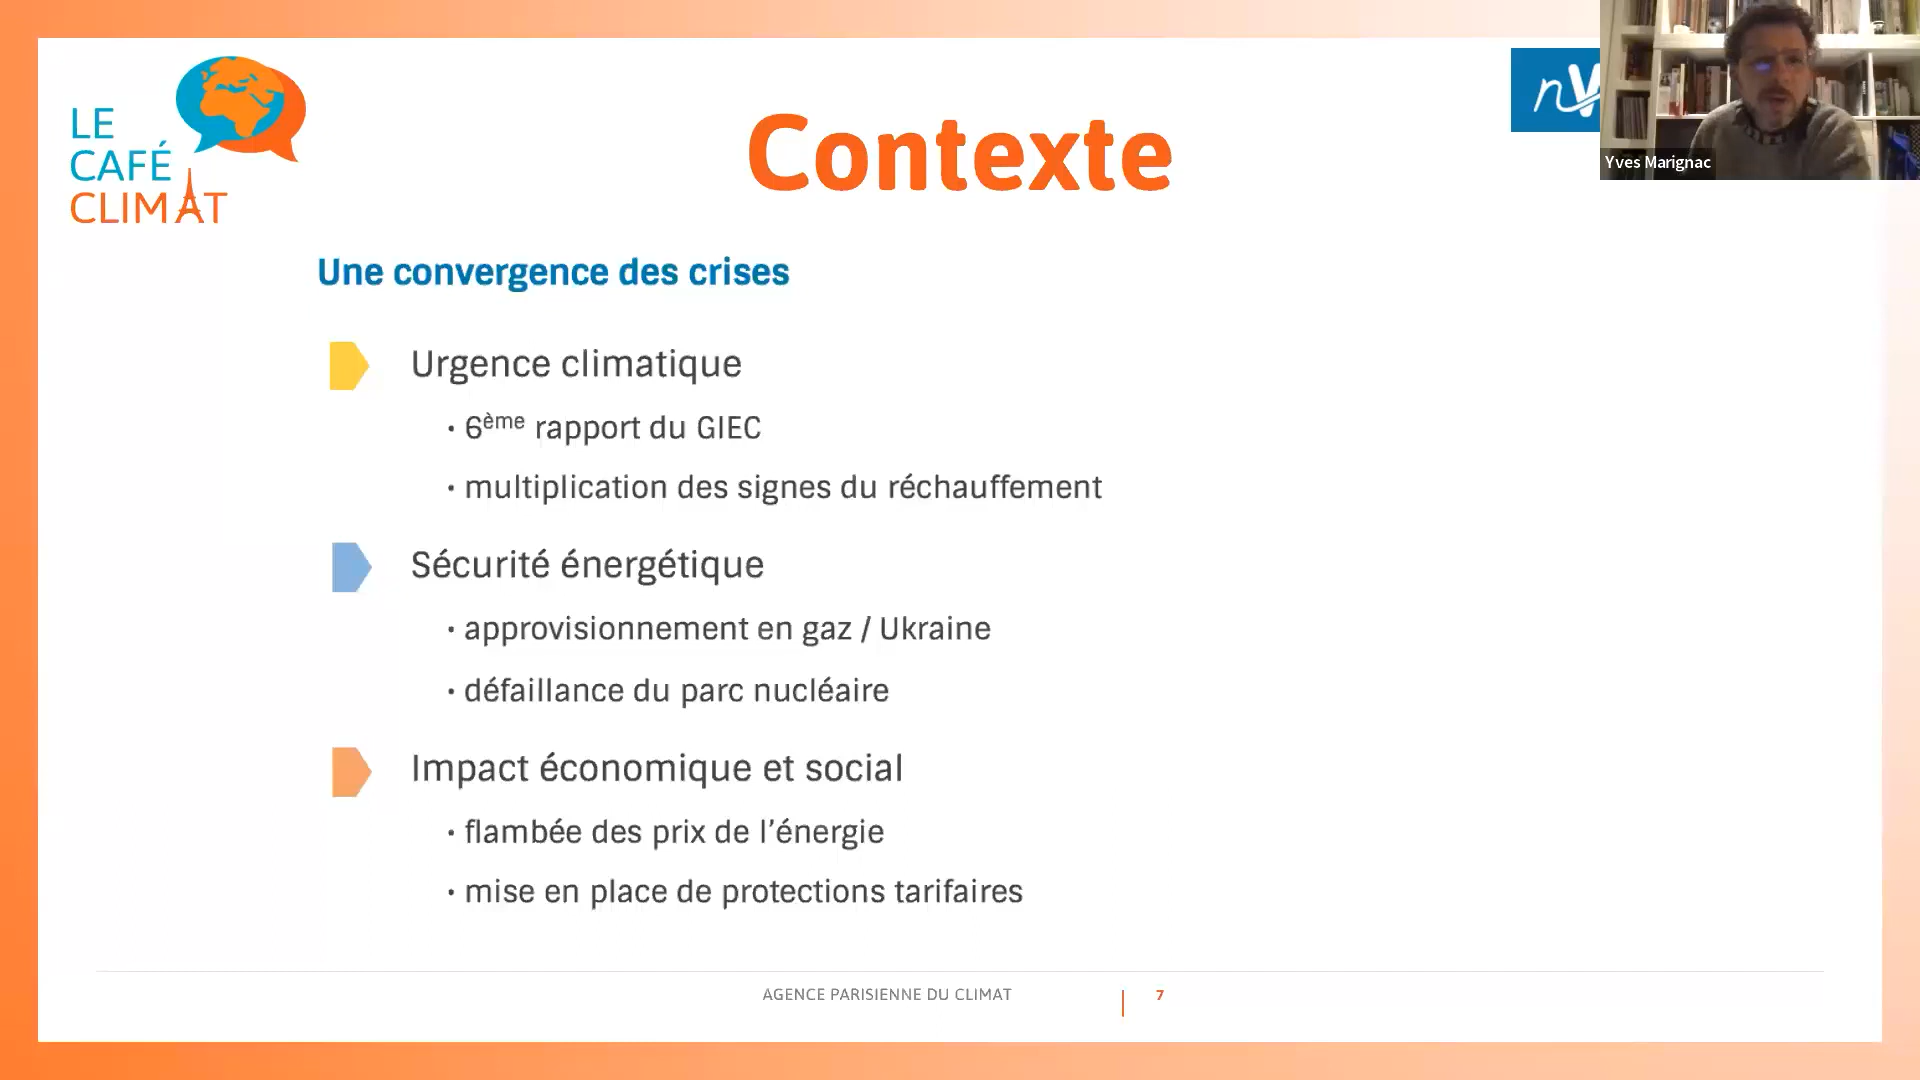 LE
CAFÉ
CLIMAT
Contexte
Yves Marignac
Une convergence des crises
Urgence climatique
• 6ème rapport du GIEC
• multiplication des signes du réchauffement
Sécurité énergétique
• approvisionnement en gaz / Ukraine
• défaillance du parc nucléaire
Impact économique et social
• flambée des prix de l’énergie
• mise en place de protections tarifaires
AGENCE PARISIENNE DU CLIMAT | 7